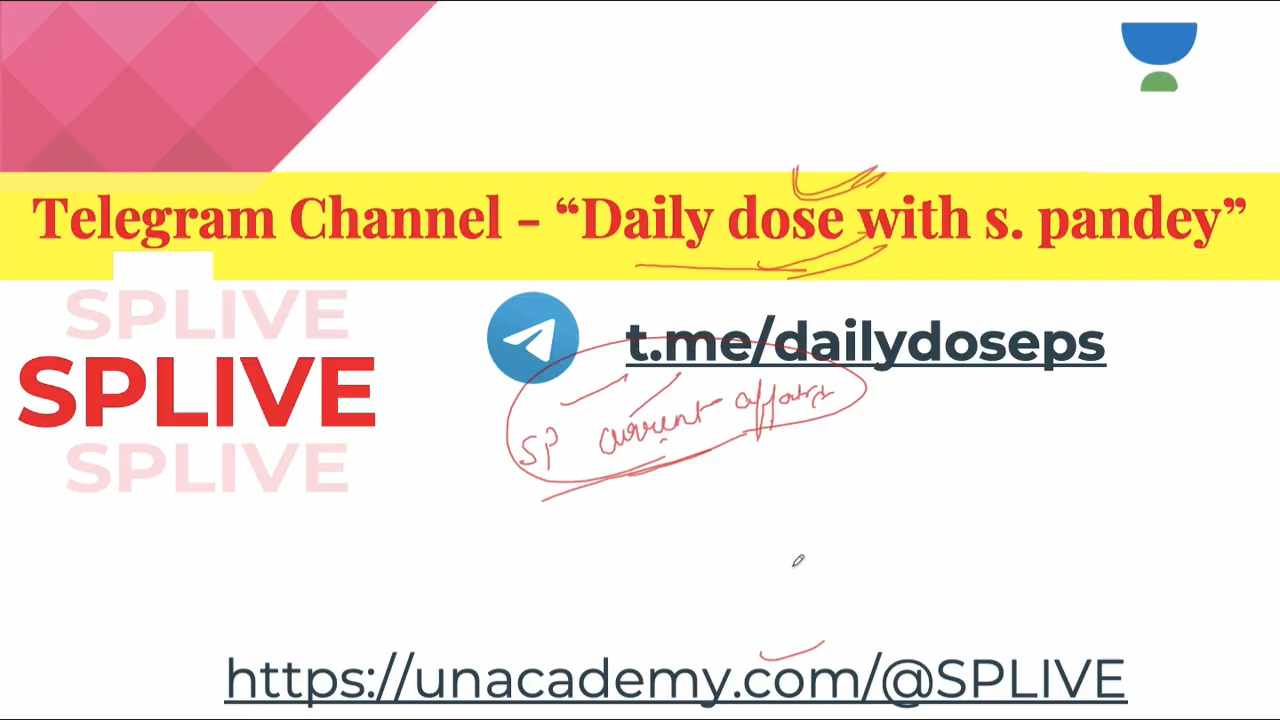 Telegram Channel - “Daily dose with s. pandey”
SPLIVE
SPLIVE
SPLIVE
t.me/dailydoseps
SP current affairs
https://unacademy.com/@SPLIVE